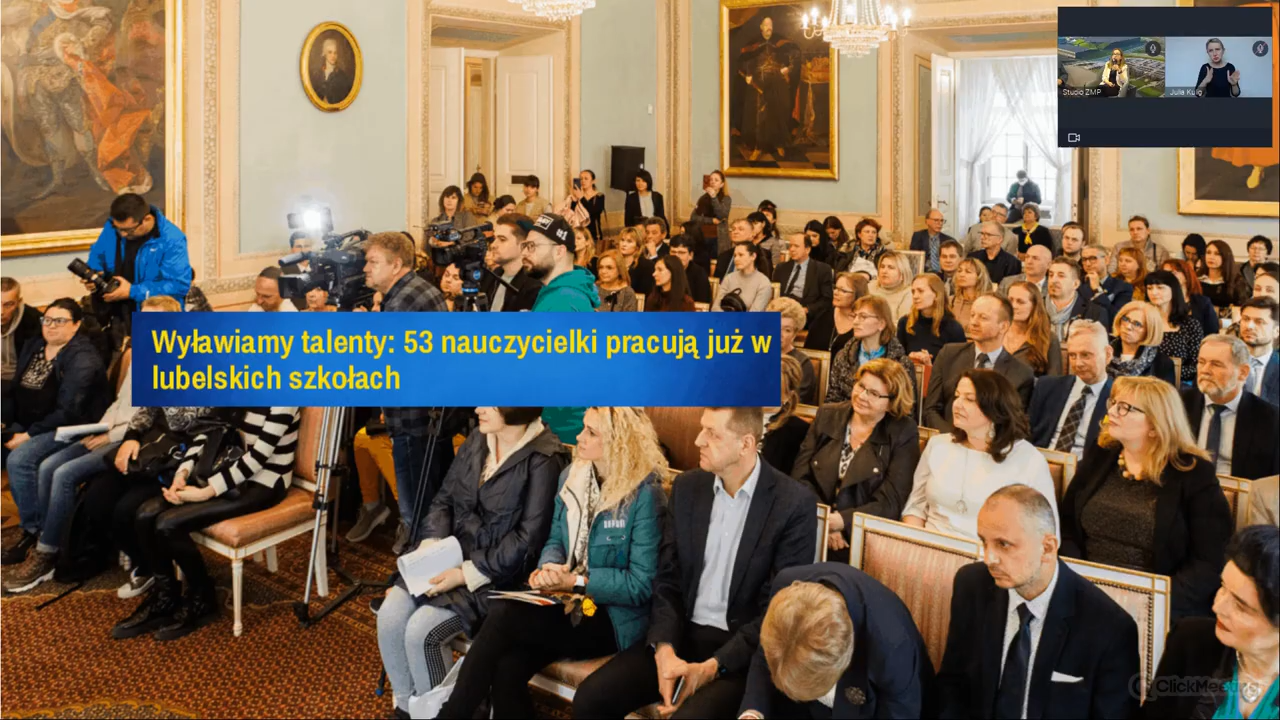 Studio ZMP
Julia Kulig
Wyławiamy talenty: 53 nauczycielki pracują już w
lubelskich szkołach
ClickMeeting